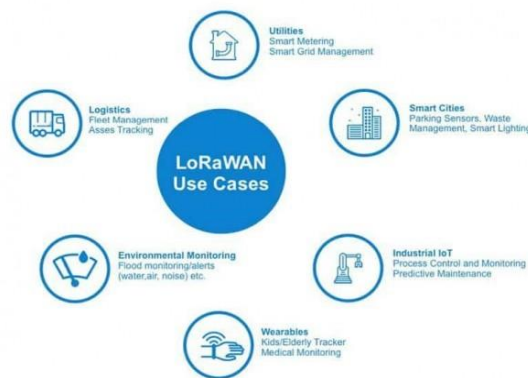 Utilities
Smart Metering
Smart Grid Management
Logistics
Fleet Management
Asses Tracking
Smart Cities
Parking Sensors, Waste
Management, Smart Lighting
LoRaWAN
Use Cases
Environmental Monitoring
Flood monitoring/alerts
(water,air, noise) etc.
Industrial IoT
Process Control and Monitoring
Predictive Maintenance
Wearables
Kids/Elderly Tracker
Medical Monitoring